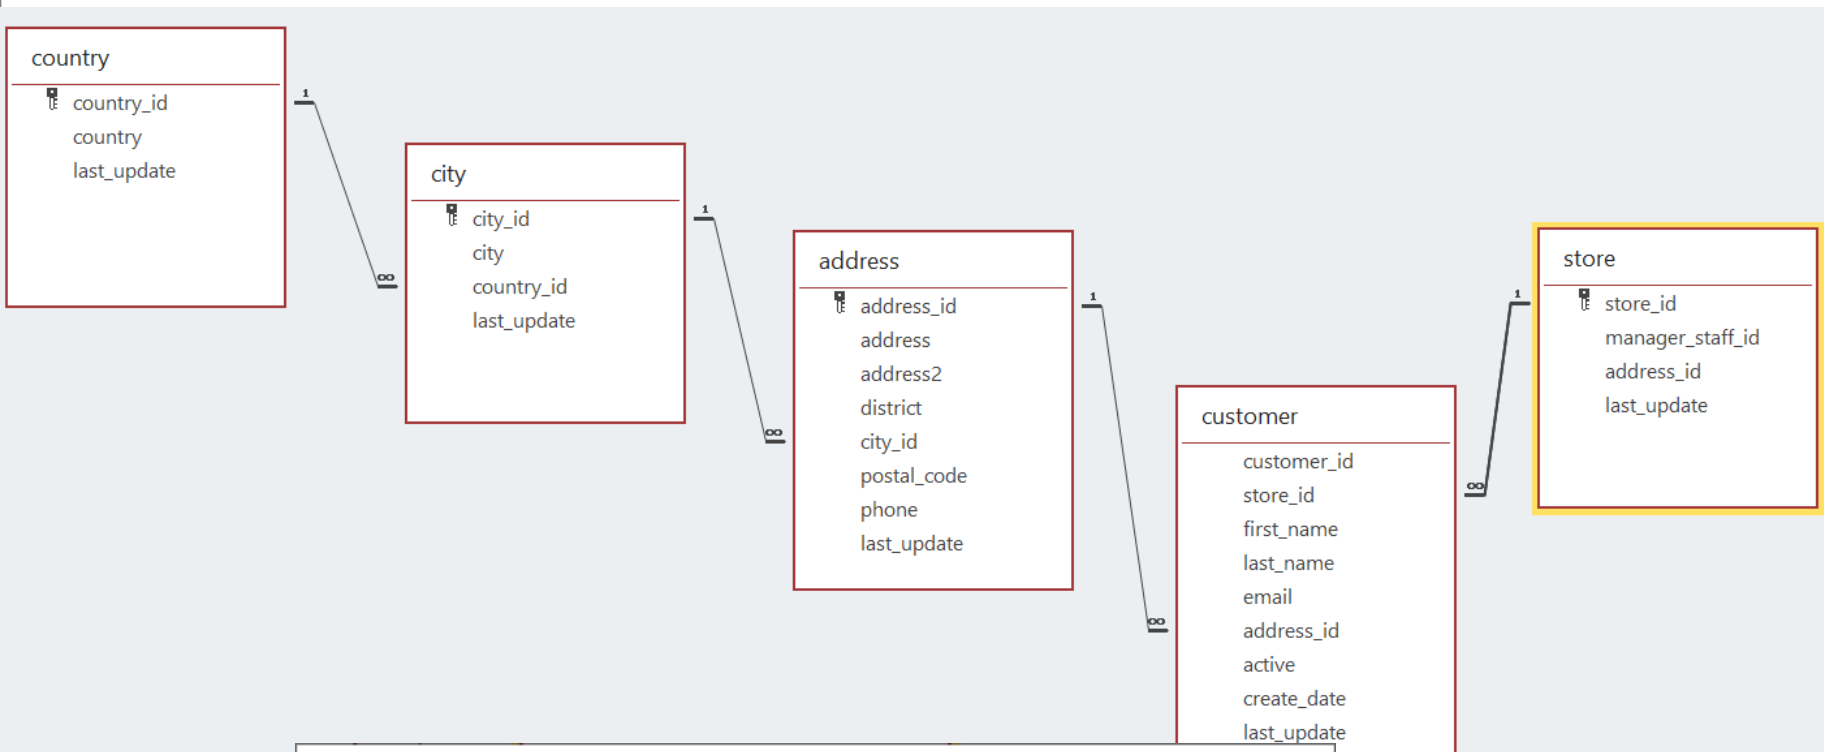 country
country_id
country
last_update
1
∞
city
city_id
city
country_id
last_update
1
∞
address
address_id
address
address2
district
city_id
postal_code
phone
last_update
1
∞
customer
customer_id
store_id
first_name
last_name
email
address_id
active
create_date
last_update
1
∞
store
store_id
manager_staff_id
address_id
last_update